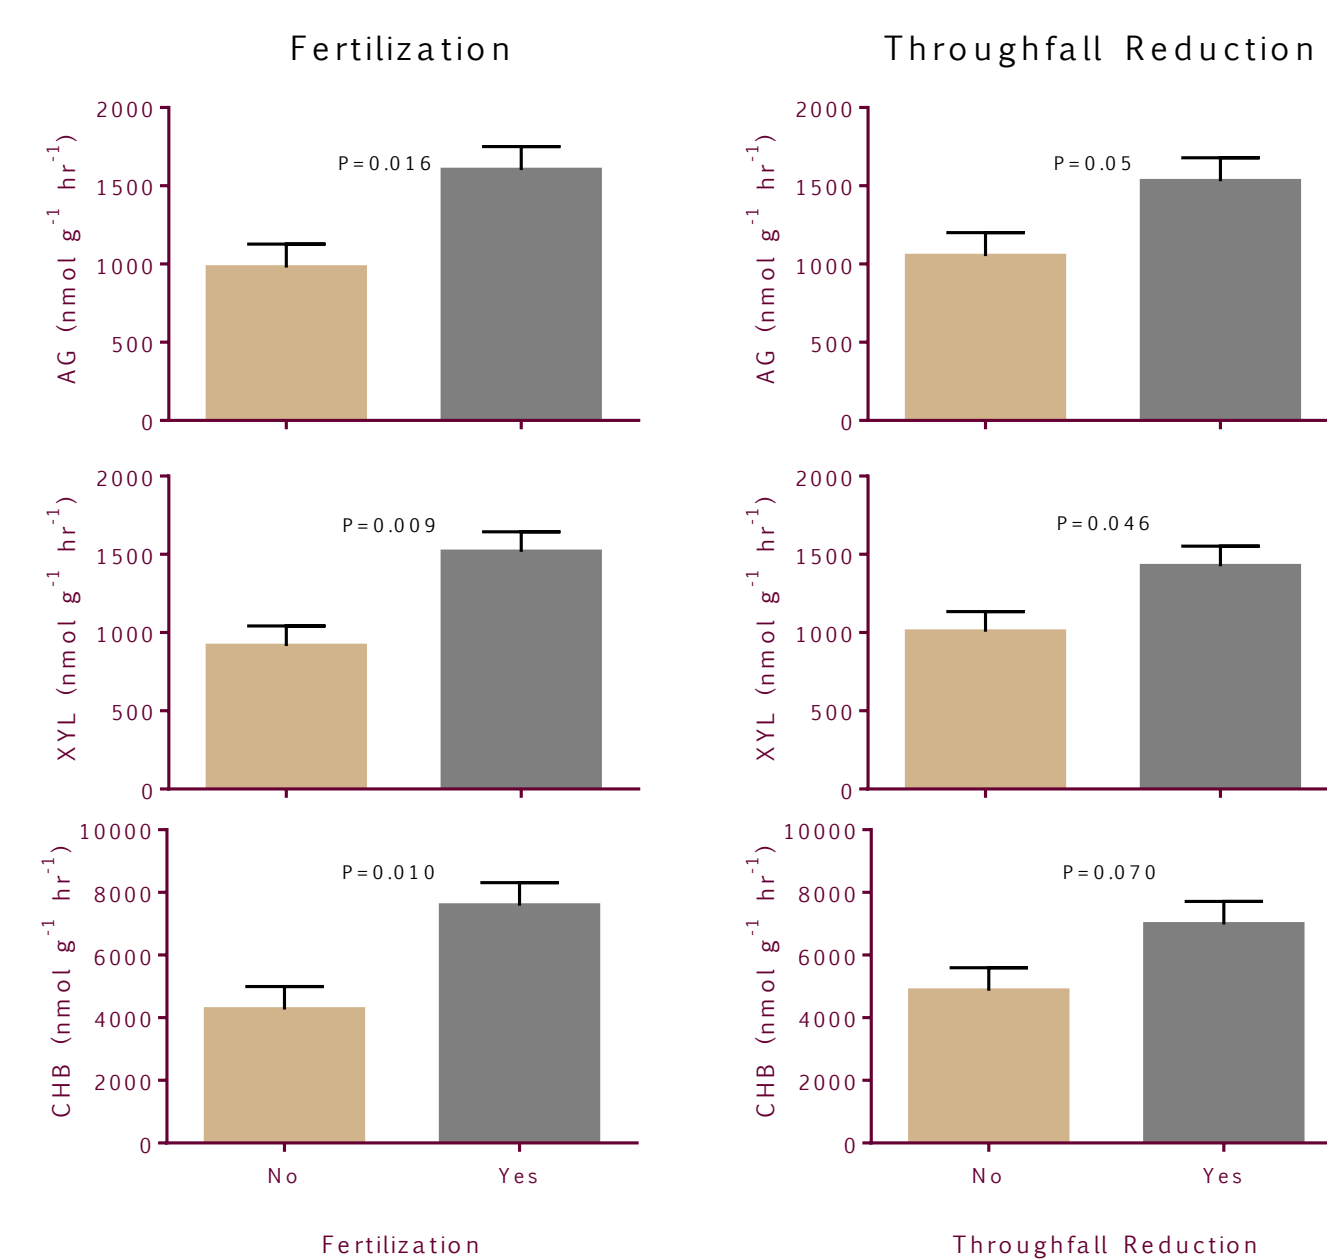 Fertilization
Throughfall Reduction
AG (nmol g⁻¹ hr⁻¹)
2000
1500
1000
500
0
P=0.016
AG (nmol g⁻¹ hr⁻¹)
2000
1500
1000
500
0
P=0.05
XYL (nmol g⁻¹ hr⁻¹)
2000
1500
1000
500
0
P=0.009
XYL (nmol g⁻¹ hr⁻¹)
2000
1500
1000
500
0
P=0.046
CHB (nmol g⁻¹ hr⁻¹)
10000
8000
6000
4000
2000
0
P=0.010
No Yes
Fertilization
CHB (nmol g⁻¹ hr⁻¹)
10000
8000
6000
4000
2000
0
P=0.070
No Yes
Throughfall Reduction